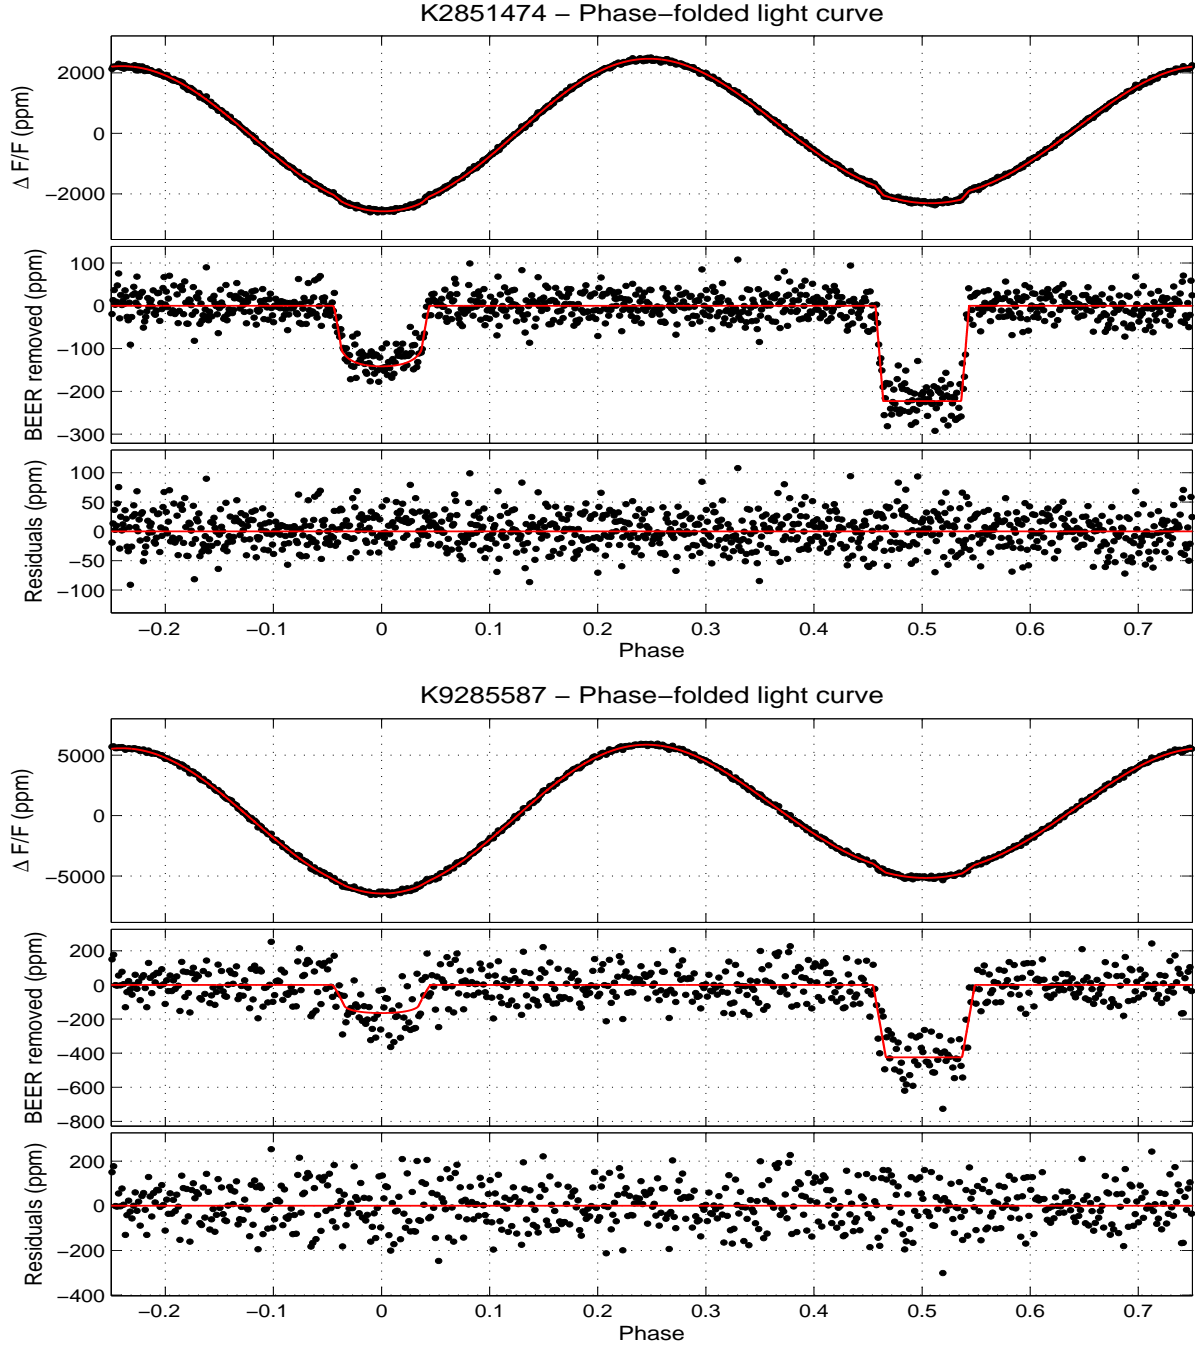 K2851474 – Phase–folded light curve
Δ F/F (ppm)
2000
0
−2000
BEER removed (ppm)
100
0
−100
−200
−300
Residuals (ppm)
100
50
0
−50
−100
−0.2 −0.1 0 0.1 0.2 0.3 0.4 0.5 0.6 0.7
Phase
K9285587 – Phase–folded light curve
Δ F/F (ppm)
5000
0
−5000
BEER removed (ppm)
200
0
−200
−400
−600
−800
Residuals (ppm)
200
0
−200
−400
−0.2 −0.1 0 0.1 0.2 0.3 0.4 0.5 0.6 0.7
Phase